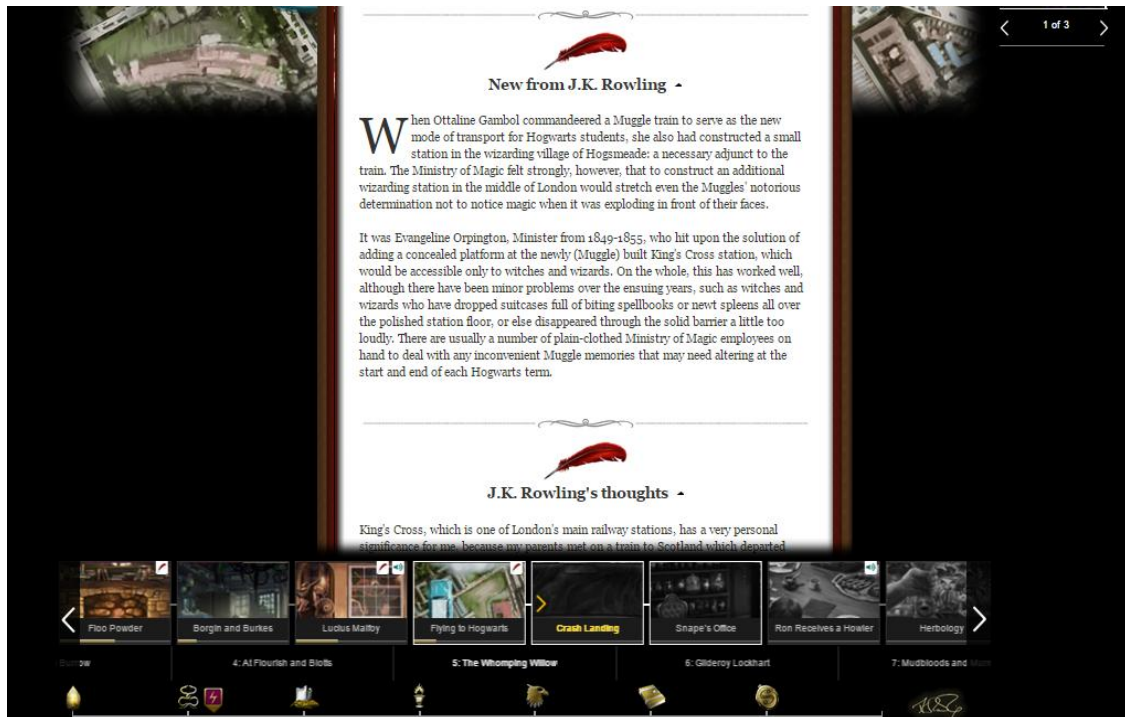 1 of 3
New from J.K. Rowling
When Ottaline Gambol commandeered a Muggle train to serve as the new
mode of transport for Hogwarts students, she also had constructed a small
station in the wizarding village of Hogsmeade: a necessary adjunct to the
train. The Ministry of Magic felt strongly, however, that to construct an additional
wizarding station in the middle of London would stretch even the Muggles' notorious
determination not to notice magic when it was exploding in front of their faces.
It was Evangeline Orpington, Minister from 1849-1855, who hit upon the solution of
adding a concealed platform at the newly (Muggle) built King's Cross station, which
would be accessible only to witches and wizards. On the whole, this has worked well,
although there have been minor problems over the ensuing years, such as witches and
wizards who have dropped suitcases full of biting spellbooks or newt spleens all over
the polished station floor, or else disappeared through the solid barrier a little too
loudly. There are usually a number of plain-clothed Ministry of Magic employees on
hand to deal with any inconvenient Muggle memories that may need altering at the
start and end of each Hogwarts term.
J.K. Rowling's thoughts
King's Cross, which is one of London's main railway stations, has a very personal
significance for me, because my parents met on a train to Scotland which departed
Floo Powder
Borgin and Burkes
Lucius Malfoy
Flying to Hogwarts
Crash Landing
Snape's Office
Ron Receives a Howler
Herbology
4: At Flourish and Blotts
5: The Whomping Willow
6: Gilderoy Lockhart
7: Mudbloods and